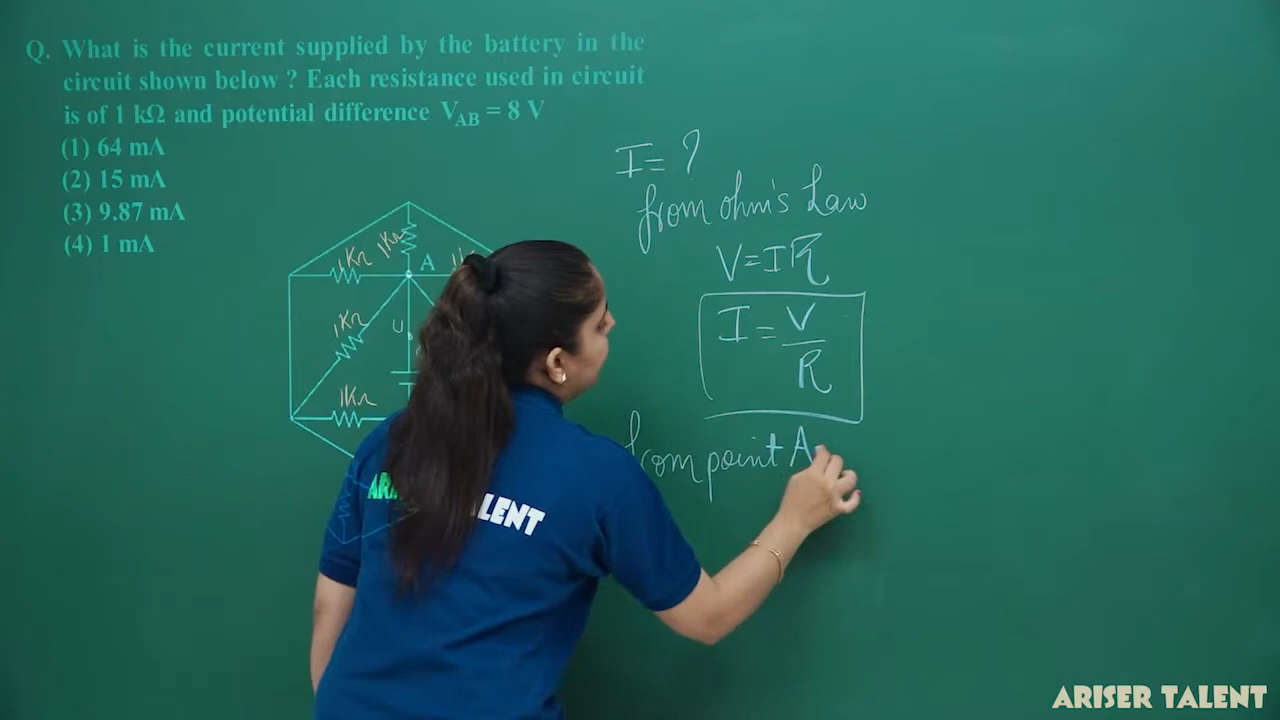 Q. What is the current supplied by the battery in the
circuit shown below ? Each resistance used in circuit
is of 1 kΩ and potential difference V_AB = 8 V
(1) 64 mA
(2) 15 mA
(3) 9.87 mA
(4) 1 mA
I = ?
from ohm's Law
V = IR
I = V/R
from point A
1KΩ
1KΩ
A
1KΩ
1KΩ
ARISER TALENT